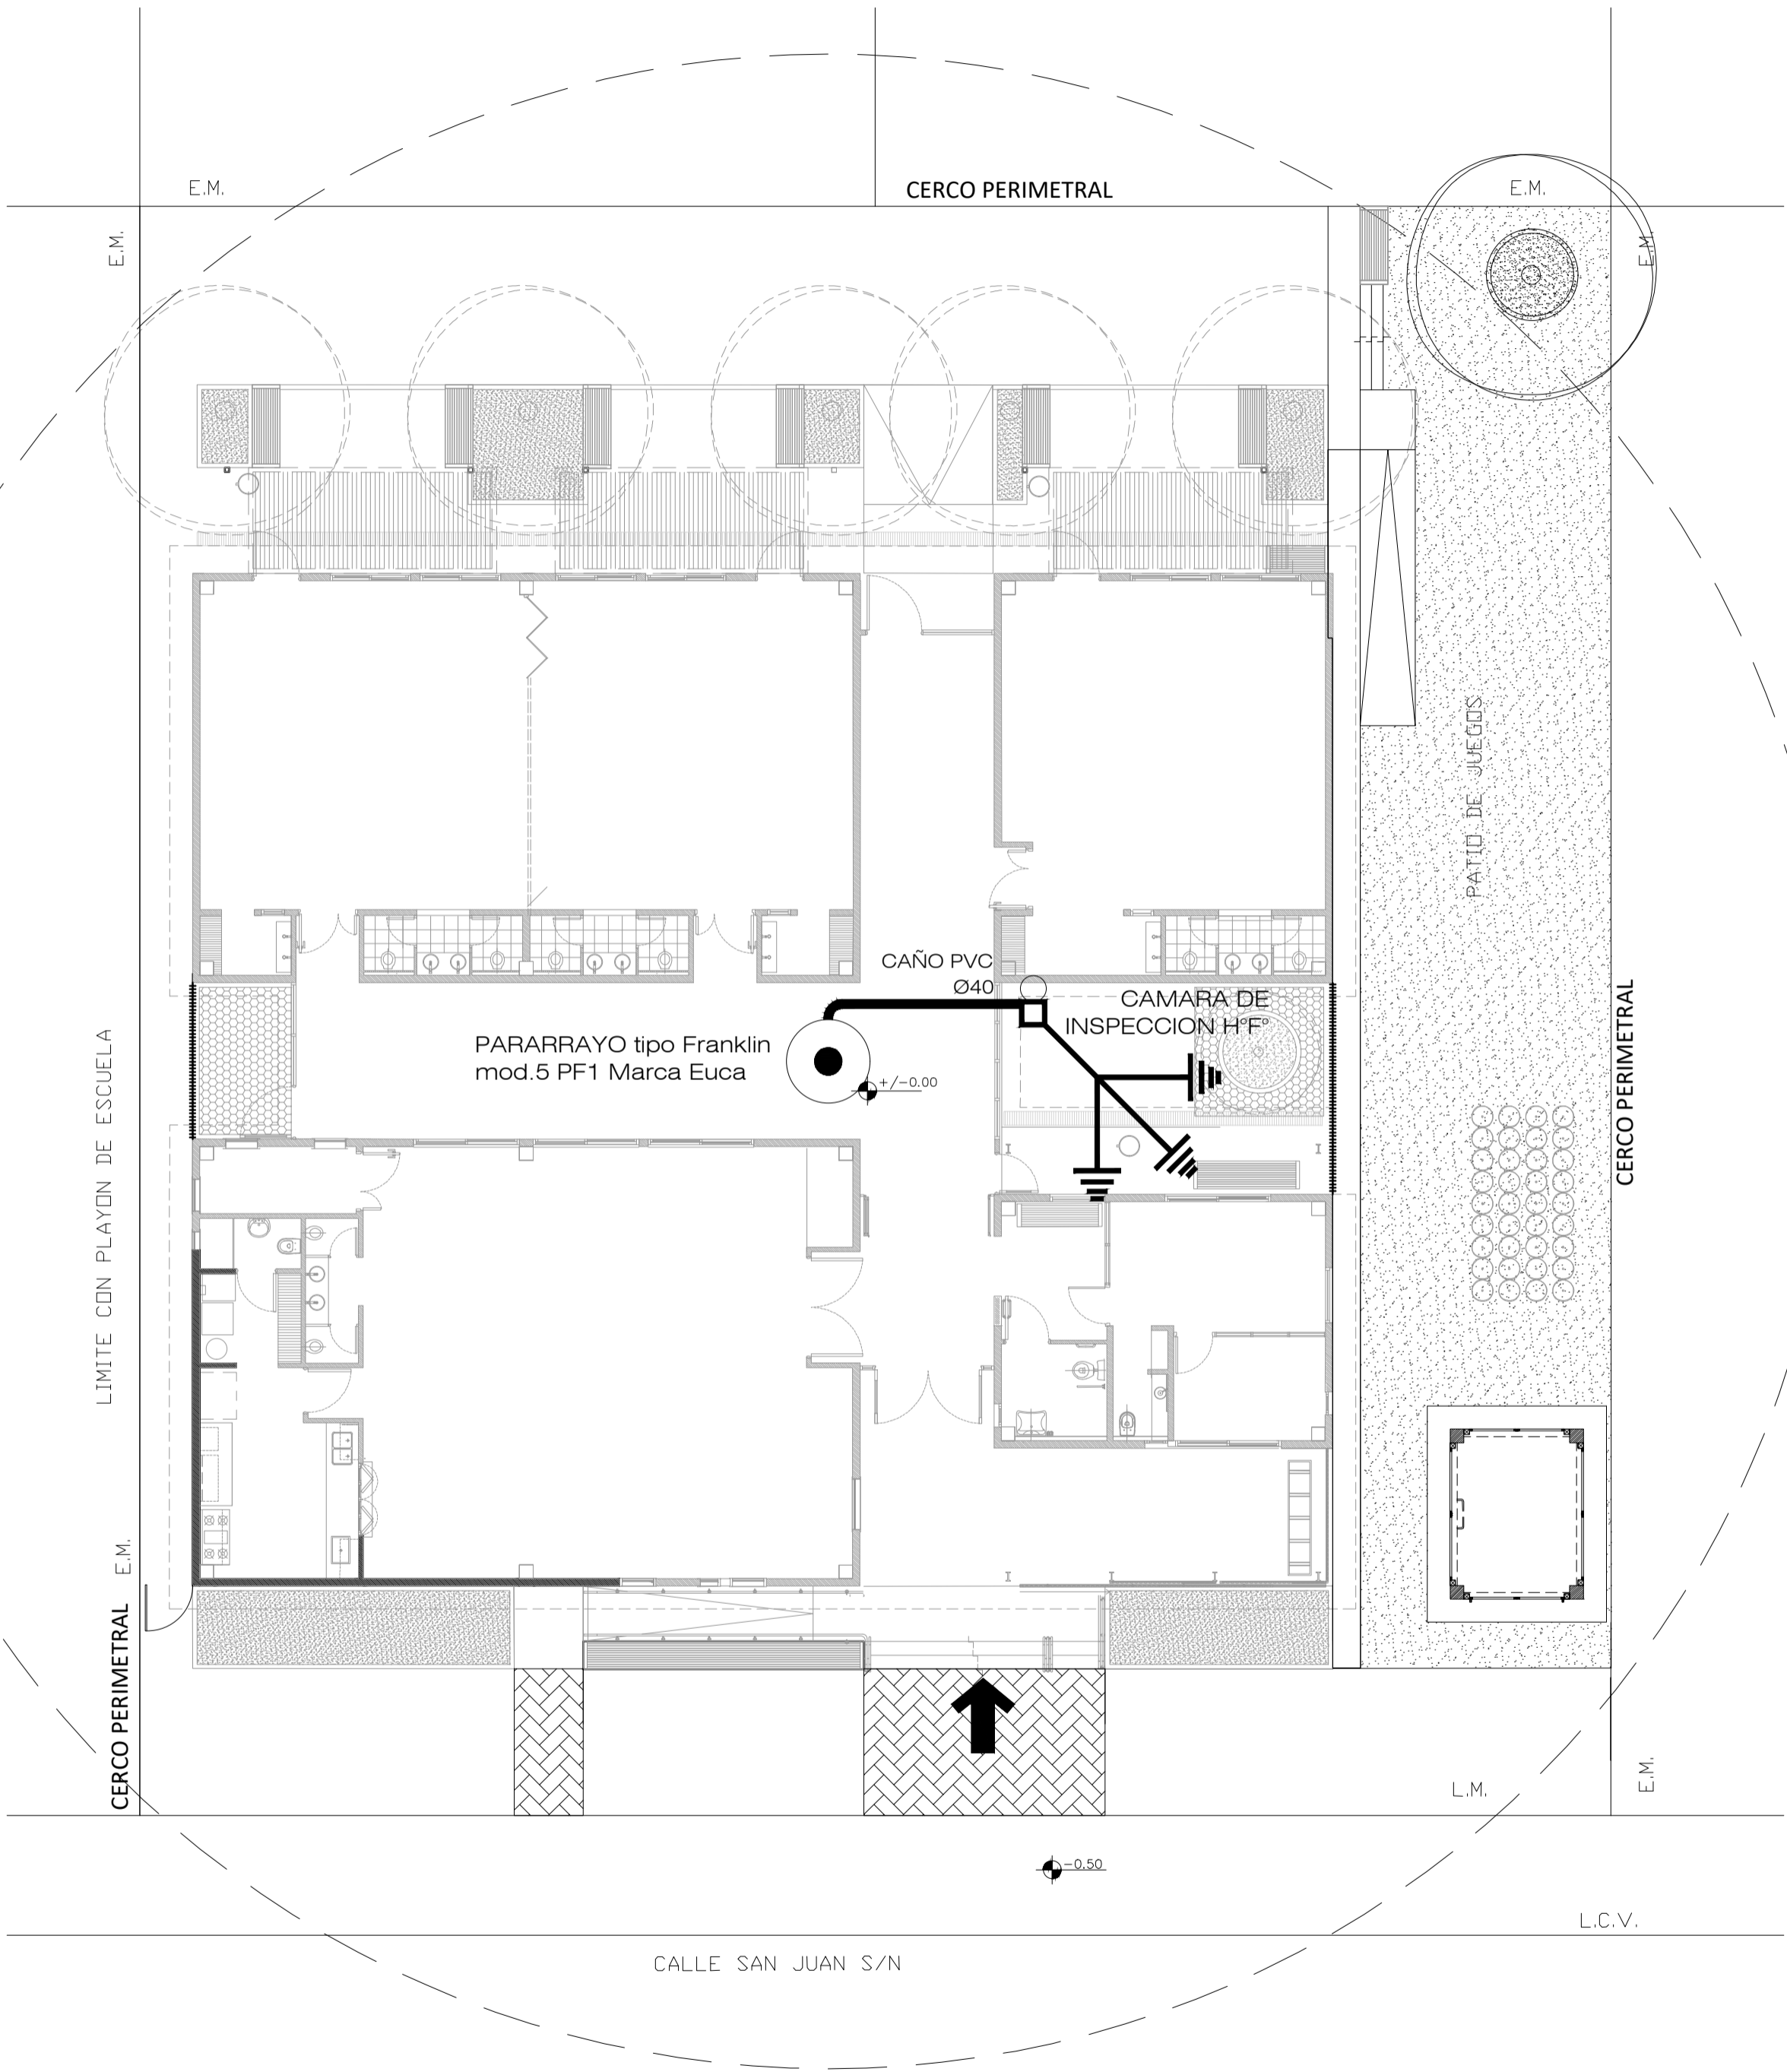 E.M.
CERCO PERIMETRAL
E.M.
E.M.
E.M.
PATIO DE JUEGOS
CAÑO PVC
Ø40
CAMARA DE
INSPECCION HºFº
PARARRAYO tipo Franklin
mod.5 PF1 Marca Euca
+/-0.00
LIMITE CON PLAYON DE ESCUELA
CERCO PERIMETRAL
E.M.
CERCO PERIMETRAL
L.M.
E.M.
-0.50
L.C.V.
CALLE SAN JUAN S/N